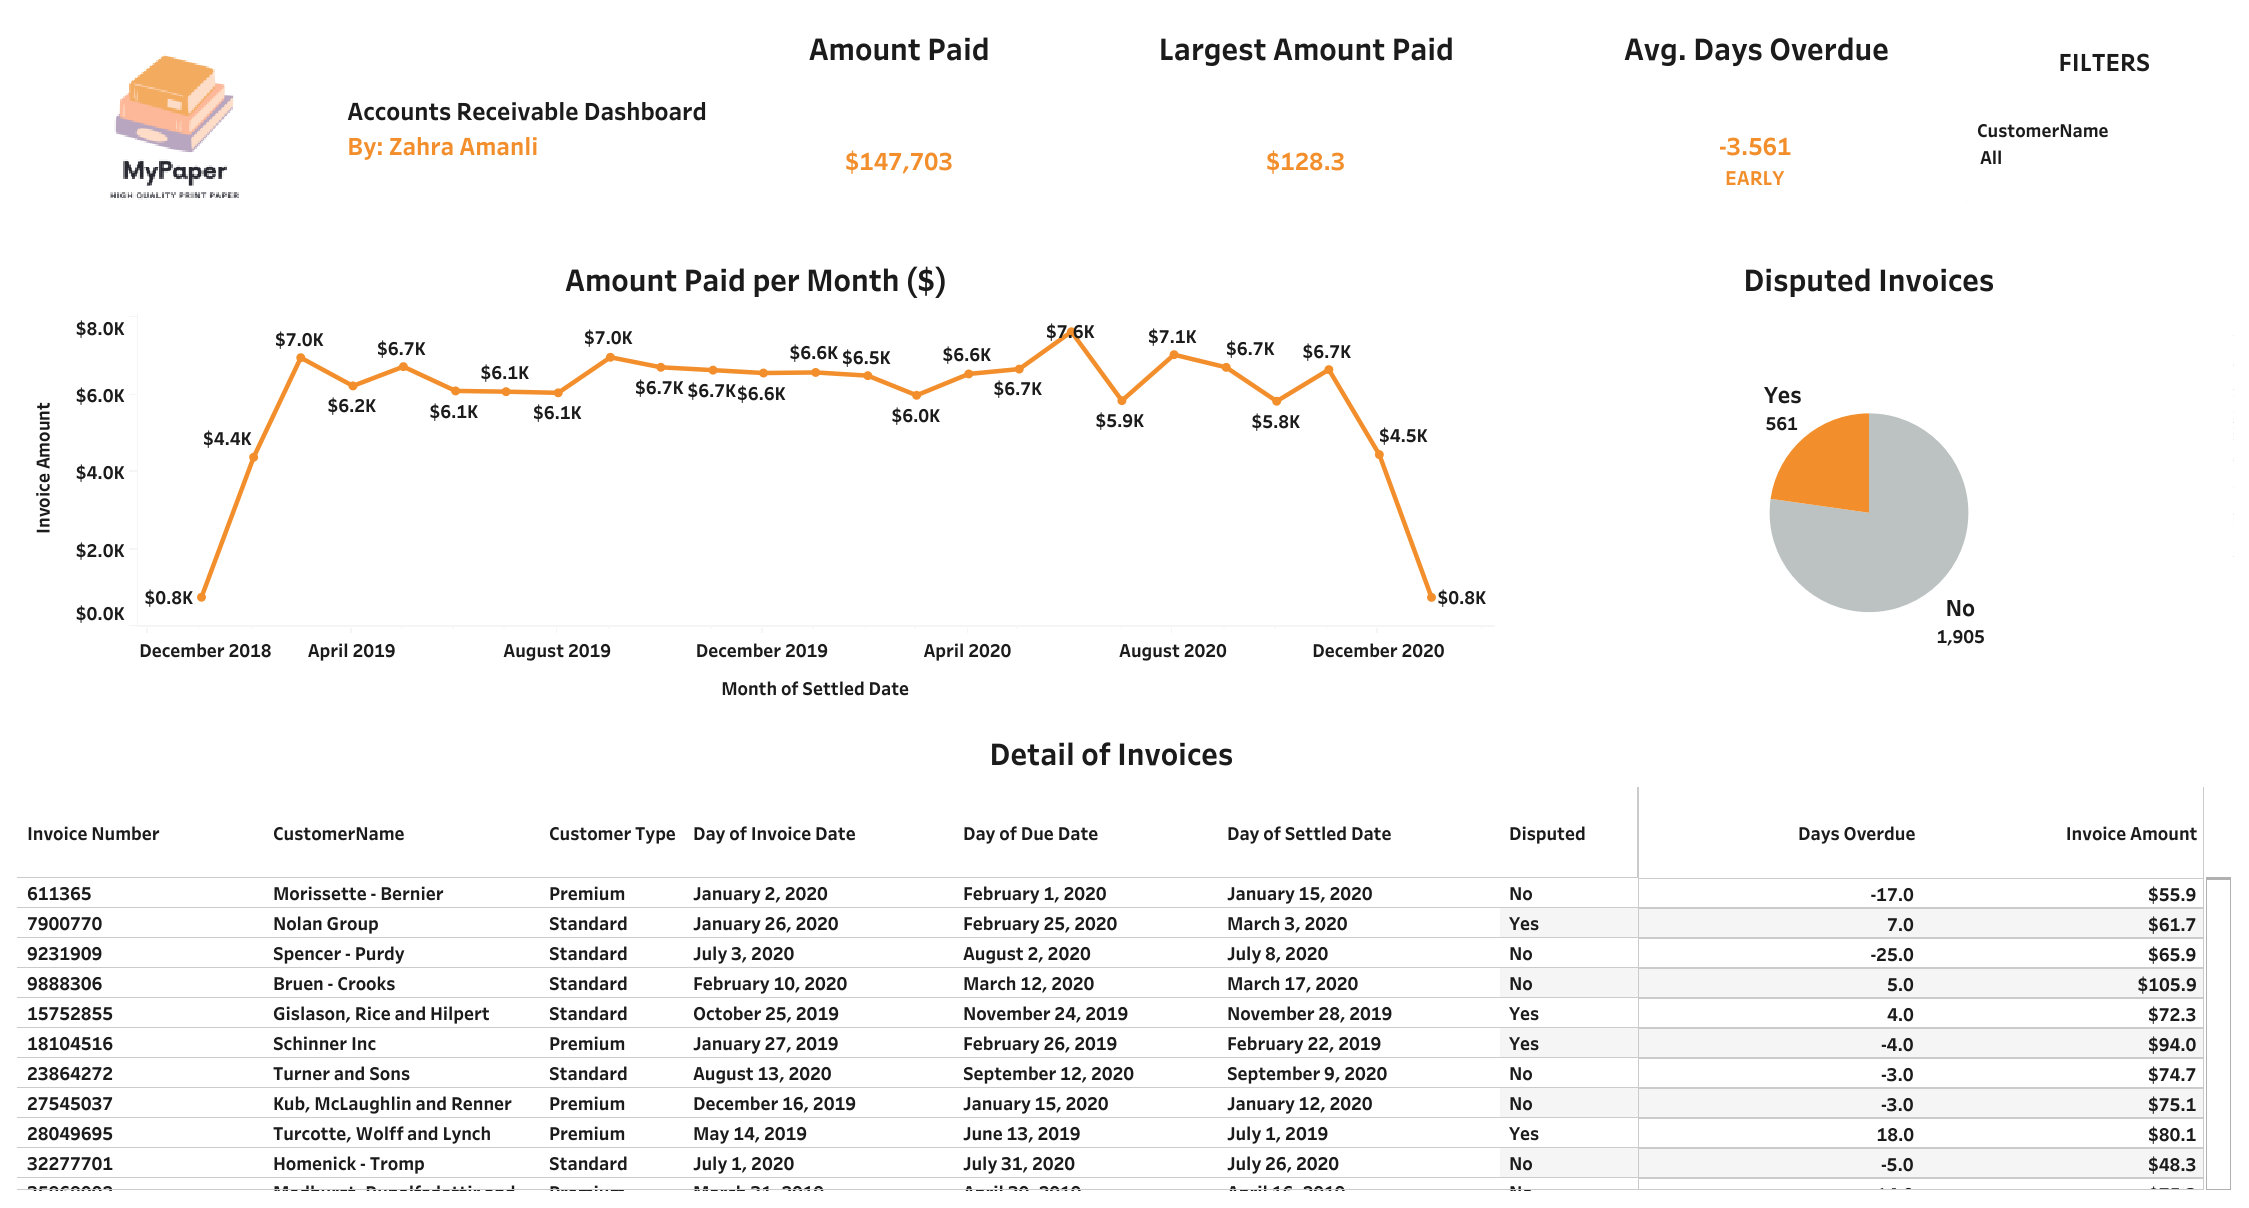 MyPaper
HIGH QUALITY PRINT PAPER
Accounts Receivable Dashboard
By: Zahra Amanli
Amount Paid
$147,703
Largest Amount Paid
$128.3
Avg. Days Overdue
-3.561
EARLY
FILTERS
CustomerName
All
Amount Paid per Month ($)
Invoice Amount
$8.0K
$6.0K
$4.0K
$2.0K
$0.0K
$0.8K
$4.4K
$7.0K
$6.2K
$6.7K
$6.1K
$6.1K
$6.1K
$7.0K
$6.7K
$6.7K
$6.6K
$6.6K
$6.5K
$6.0K
$6.6K
$6.7K
$7.6K
$5.9K
$7.1K
$6.7K
$5.8K
$6.7K
$4.5K
$0.8K
December 2018 April 2019 August 2019 December 2019 April 2020 August 2020 December 2020
Month of Settled Date
Disputed Invoices
Yes
561
No
1,905
Detail of Invoices
Invoice Number CustomerName Customer Type Day of Invoice Date Day of Due Date Day of Settled Date Disputed Days Overdue Invoice Amount
611365 Morissette - Bernier Premium January 2, 2020 February 1, 2020 January 15, 2020 No -17.0 $55.9
7900770 Nolan Group Standard January 26, 2020 February 25, 2020 March 3, 2020 Yes 7.0 $61.7
9231909 Spencer - Purdy Standard July 3, 2020 August 2, 2020 July 8, 2020 No -25.0 $65.9
9888306 Bruen - Crooks Standard February 10, 2020 March 12, 2020 March 17, 2020 No 5.0 $105.9
15752855 Gislason, Rice and Hilpert Standard October 25, 2019 November 24, 2019 November 28, 2019 Yes 4.0 $72.3
18104516 Schinner Inc Premium January 27, 2019 February 26, 2019 February 22, 2019 Yes -4.0 $94.0
23864272 Turner and Sons Standard August 13, 2020 September 12, 2020 September 9, 2020 No -3.0 $74.7
27545037 Kub, McLaughlin and Renner Premium December 16, 2019 January 15, 2020 January 12, 2020 No -3.0 $75.1
28049695 Turcotte, Wolff and Lynch Premium May 14, 2019 June 13, 2019 July 1, 2019 Yes 18.0 $80.1
32277701 Homenick - Tromp Standard July 1, 2020 July 31, 2020 July 26, 2020 No -5.0 $48.3